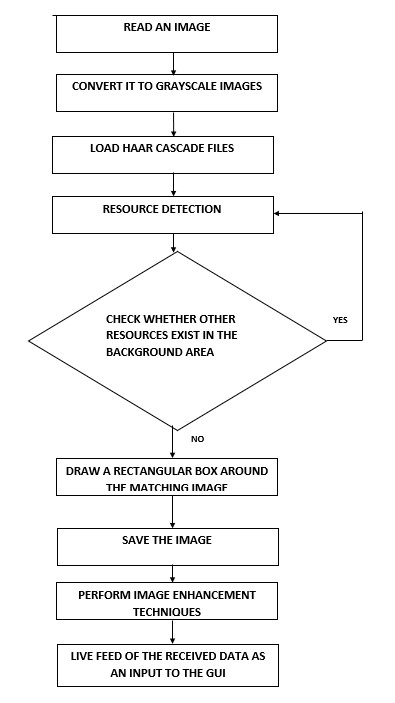 READ AN IMAGE
CONVERT IT TO GRAYSCALE IMAGES
LOAD HAAR CASCADE FILES
RESOURCE DETECTION
CHECK WHETHER OTHER
RESOURCES EXIST IN THE
BACKGROUND AREA
YES
NO
DRAW A RECTANGULAR BOX AROUND
THE MATCHING IMAGE
SAVE THE IMAGE
PERFORM IMAGE ENHANCEMENT
TECHNIQUES
LIVE FEED OF THE RECEIVED DATA AS
AN INPUT TO THE GUI